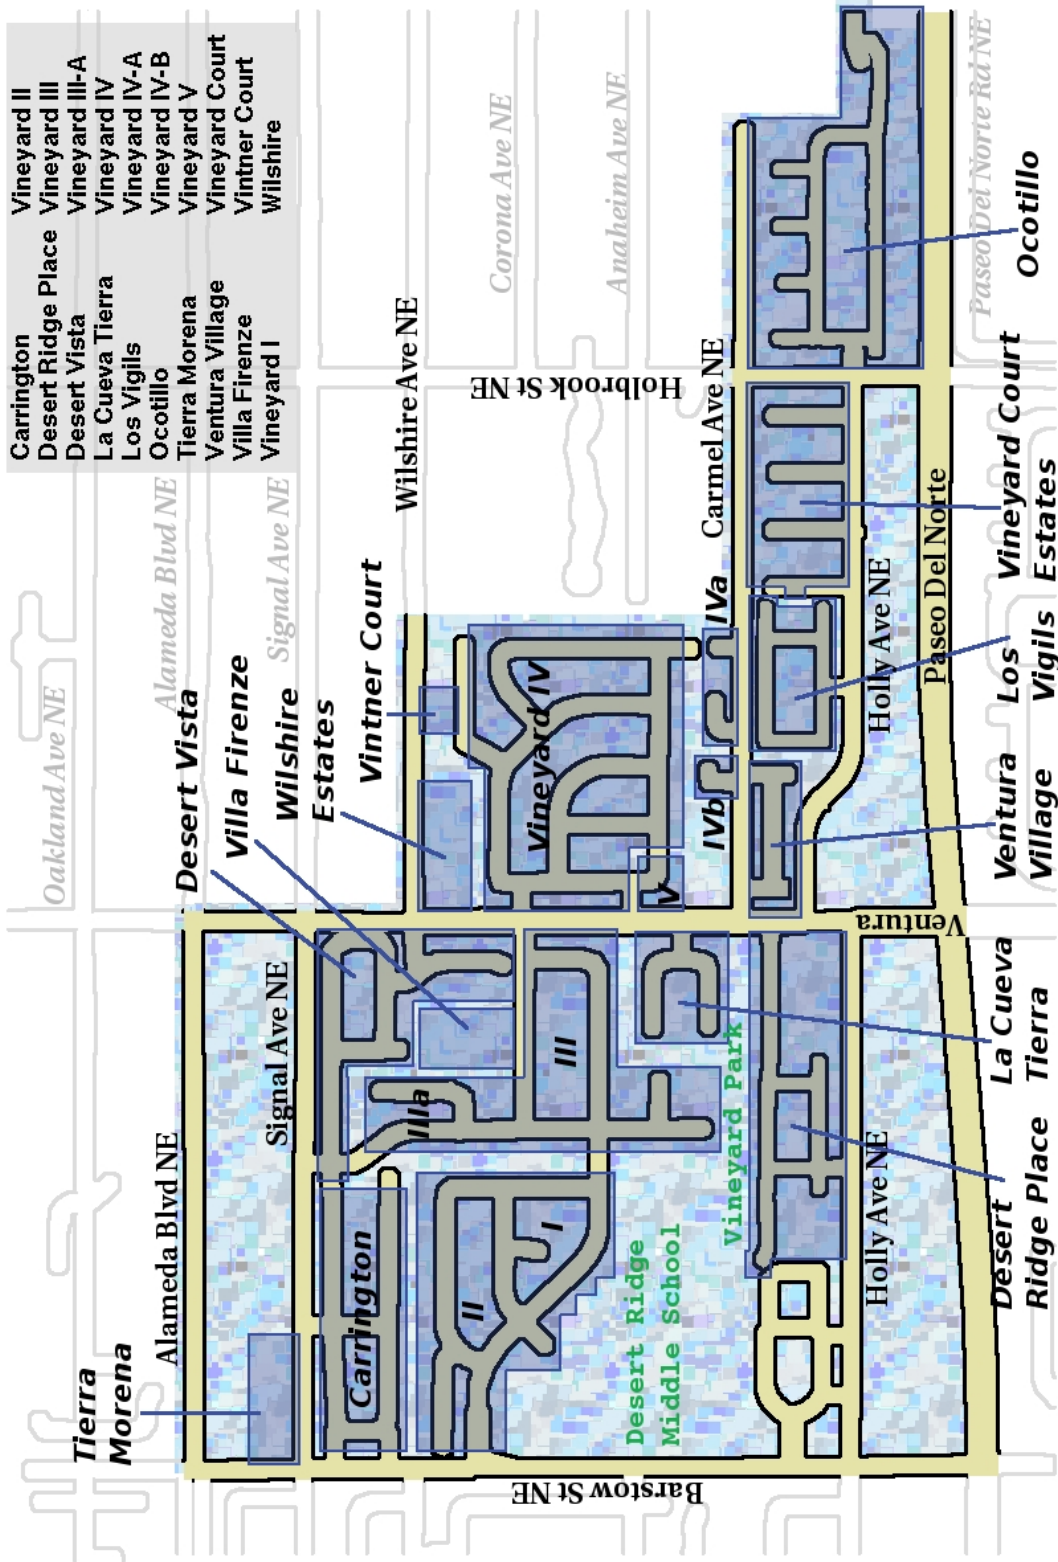 Carrington
Desert Ridge Place
Desert Vista
La Cueva Tierra
Los Vigils
Ocotillo
Tierra Morena
Ventura Village
Villa Firenze
Vineyard I
Vineyard II
Vineyard III
Vineyard III-A
Vineyard IV
Vineyard IV-A
Vineyard IV-B
Vineyard V
Vineyard Court
Vintner Court
Wilshire
Oakland Ave NE
Alameda Blvd NE
Signal Ave NE
Corona Ave NE
Anaheim Ave NE
Paseo Del Norte Rd NE
Tierra
Morena
Alameda Blvd NE
Signal Ave NE
Desert Vista
Villa Firenze
Wilshire
Estates
Vintner Court
Wilshire Ave NE
Holbrook St NE
Carmel Ave NE
Carrington
II
I
IIIa
III
Vineyard IV
IVa
IVb
V
Desert Ridge
Middle School
Vineyard Park
Barstow St NE
Ventura
Holly Ave NE
Holly Ave NE
Paseo Del Norte
Desert
Ridge Place
La Cueva
Tierra
Ventura
Village
Los
Vigils
Vineyard Court
Estates
Ocotillo